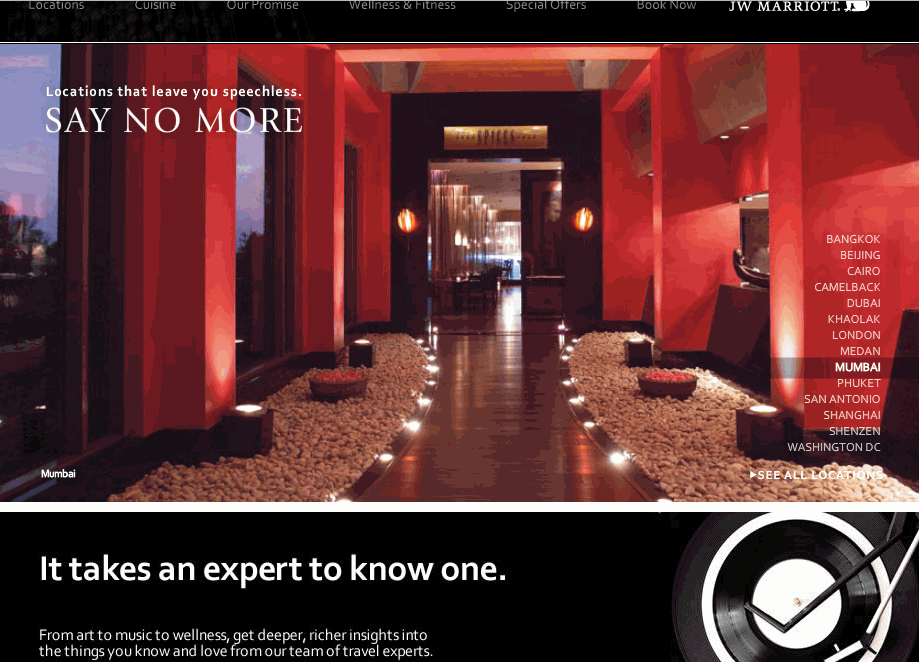 Locations Cuisine Our Promise Wellness & Fitness Special Offers Book Now JW MARRIOTT.
Locations that leave you speechless.
SAY NO MORE
SPICES
BANGKOK
BEIJING
CAIRO
CAMELBACK
DUBAI
KHAOLAK
LONDON
MEDAN
MUMBAI
PHUKET
SAN ANTONIO
SHANGHAI
SHENZEN
WASHINGTON DC
Mumbai
SEE ALL LOCATIONS
It takes an expert to know one.
From art to music to wellness, get deeper, richer insights into
the things you know and love from our team of travel experts.